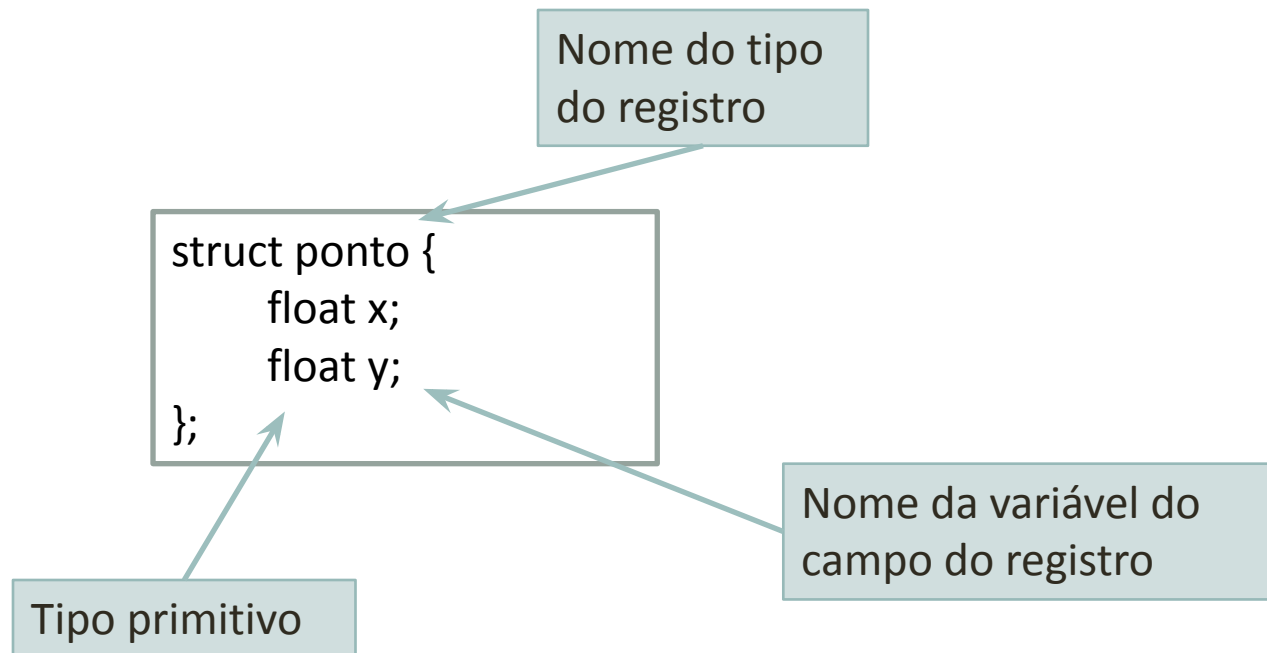 Nome do tipo
do registro
struct ponto {
float x;
float y;
};
Nome da variável do
campo do registro
Tipo primitivo